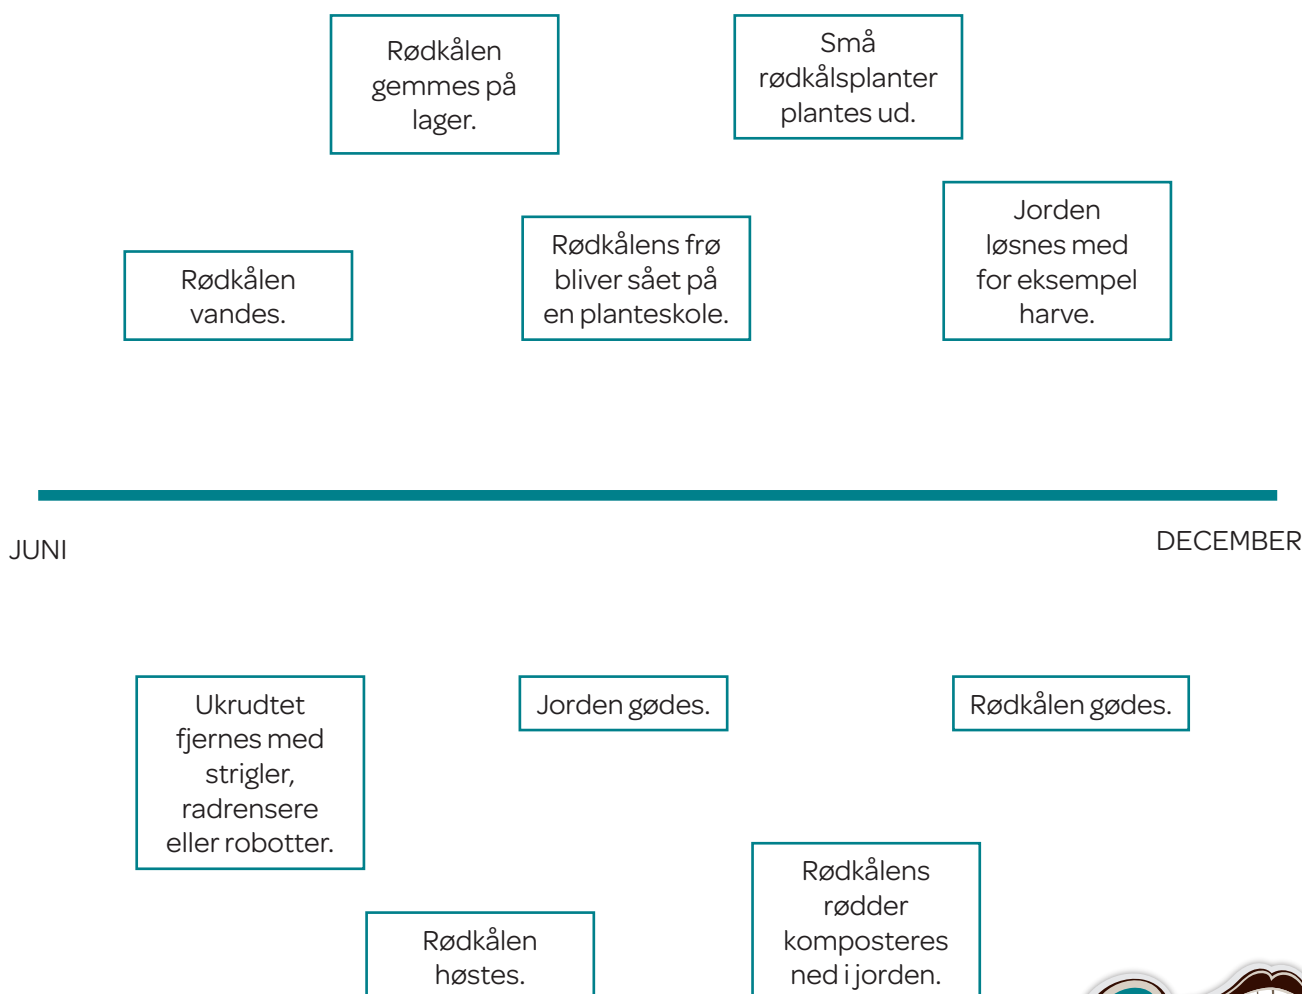 Rødkålen
gemmes på
lager.
Små
rødkålsplanter
plantes ud.
Rødkålen
vandes.
Rødkålens frø
bliver sået på
en planteskole.
Jorden
løsnes med
for eksempel
harve.
JUNI
DECEMBER
Ukrudtet
fjernes med
strigler,
radrensere
eller robotter.
Jorden gødes.
Rødkålen gødes.
Rødkålen
høstes.
Rødkålens
rødder
komposteres
ned i jorden.